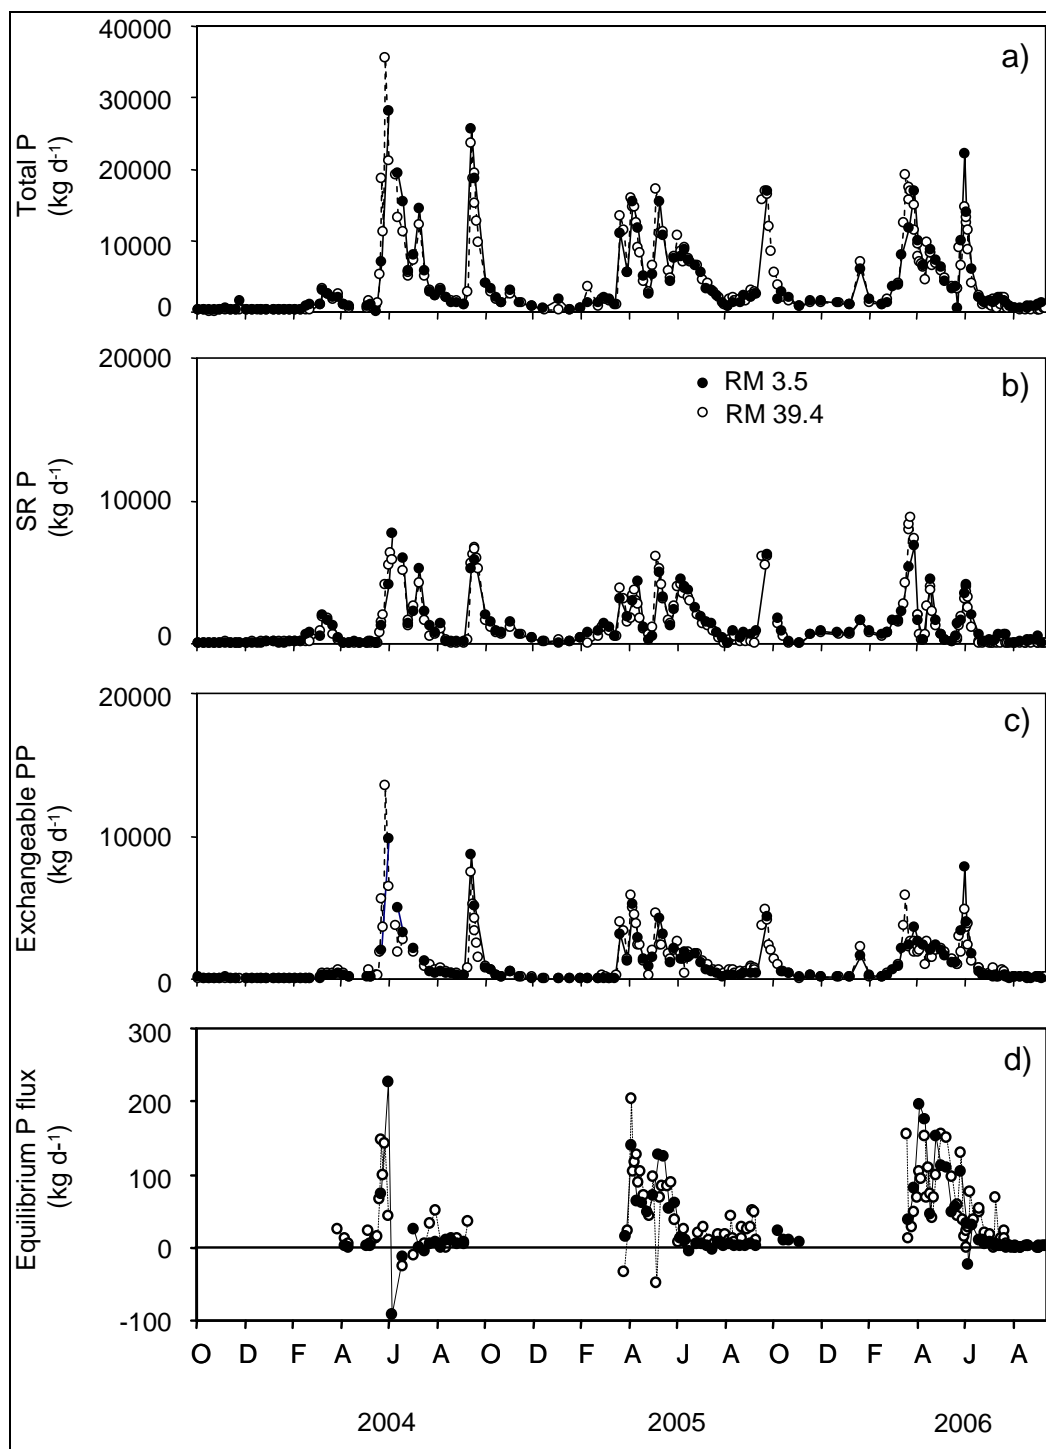 a)
Total P
(kg d-1)
40000
30000
20000
10000
0
b)
SR P
(kg d-1)
20000
10000
0
RM 3.5
RM 39.4
c)
Exchangeable PP
(kg d-1)
20000
10000
0
d)
Equilibrium P flux
(kg d-1)
300
200
100
0
-100
O D F A J A O D F A J A O D F A J A
2004 2005 2006